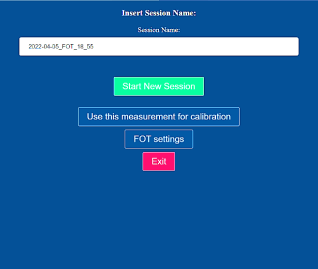 Insert Session Name:
Session Name:
2022-04-05_FOT_18_55
Start New Session
Use this measurement for calibration
FOT settings
Exit